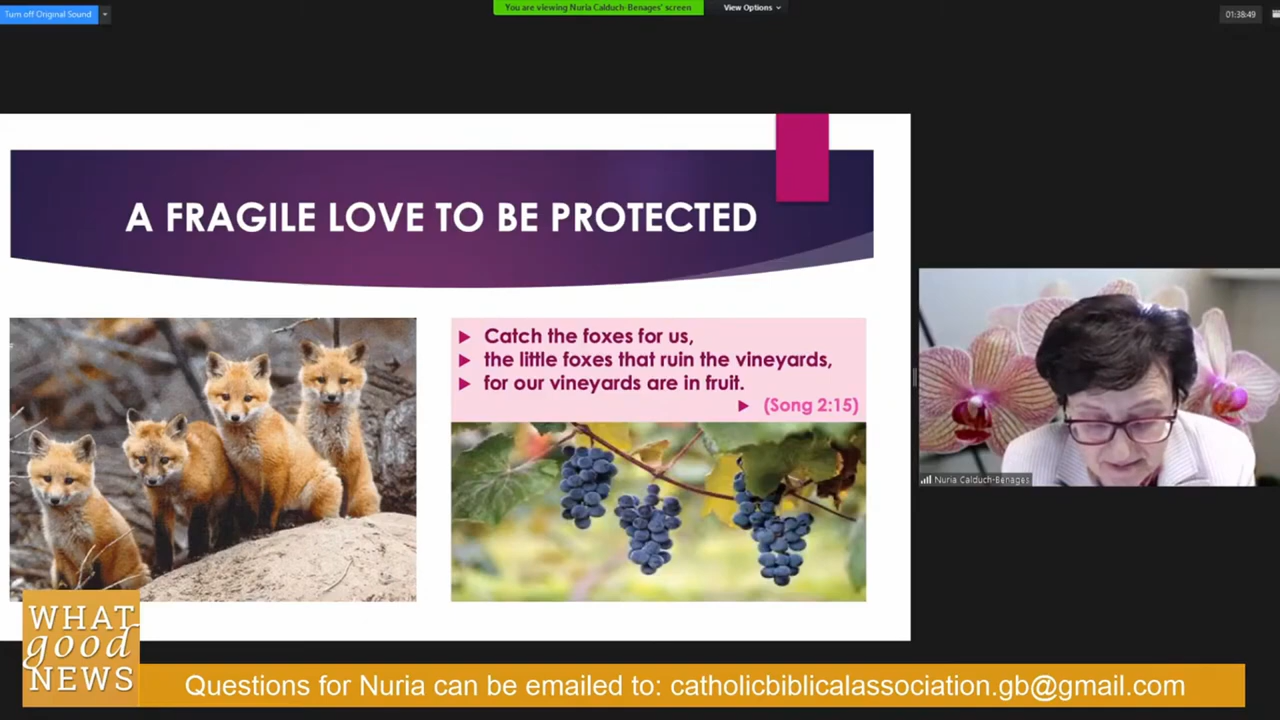 Turn off Original Sound
You are viewing Nuria Calduch-Benages' screen
View Options
01:38:49
A FRAGILE LOVE TO BE PROTECTED
Catch the foxes for us,
the little foxes that ruin the vineyards,
for our vineyards are in fruit.
(Song 2:15)
Nuria Calduch-Benages
WHAT
good
NEWS
Questions for Nuria can be emailed to: catholicbiblicalassociation.gb@gmail.com